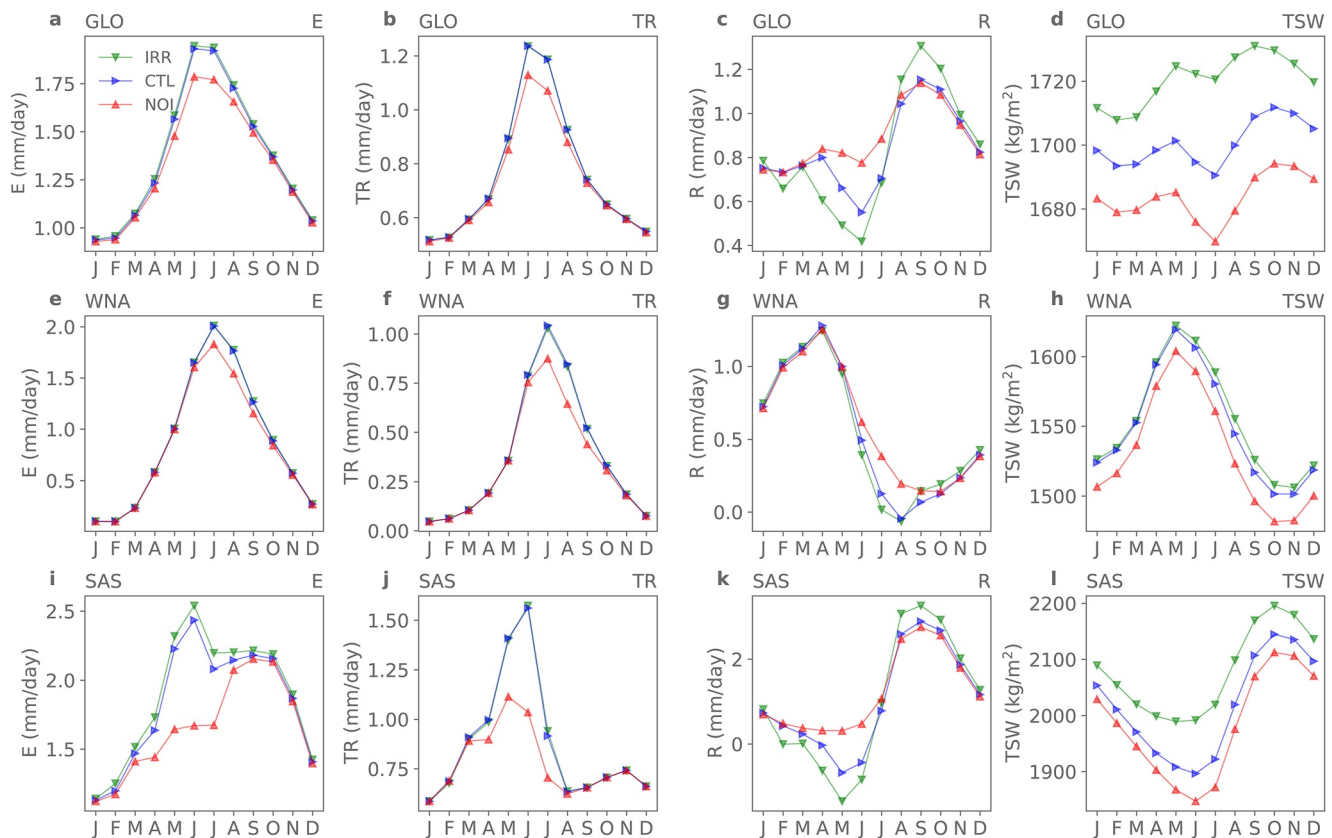 a GLO E
b GLO TR
c GLO R
d GLO TSW
IRR
CTL
NOI
E (mm/day)
1.75
1.50
1.25
1.00
J F M A M J J A S O N D
TR (mm/day)
1.2
1.0
0.8
0.6
J F M A M J J A S O N D
R (mm/day)
1.2
1.0
0.8
0.6
0.4
J F M A M J J A S O N D
TSW (kg/m²)
1720
1700
1680
J F M A M J J A S O N D
e WNA E
f WNA TR
g WNA R
h WNA TSW
E (mm/day)
2.0
1.5
1.0
0.5
J F M A M J J A S O N D
TR (mm/day)
1.00
0.75
0.50
0.25
0.00
J F M A M J J A S O N D
R (mm/day)
1.0
0.5
0.0
J F M A M J J A S O N D
TSW (kg/m²)
1600
1550
1500
J F M A M J J A S O N D
i SAS E
j SAS TR
k SAS R
l SAS TSW
E (mm/day)
2.5
2.0
1.5
J F M A M J J A S O N D
TR (mm/day)
1.50
1.25
1.00
0.75
J F M A M J J A S O N D
R (mm/day)
2
0
J F M A M J J A S O N D
TSW (kg/m²)
2200
2100
2000
1900
J F M A M J J A S O N D